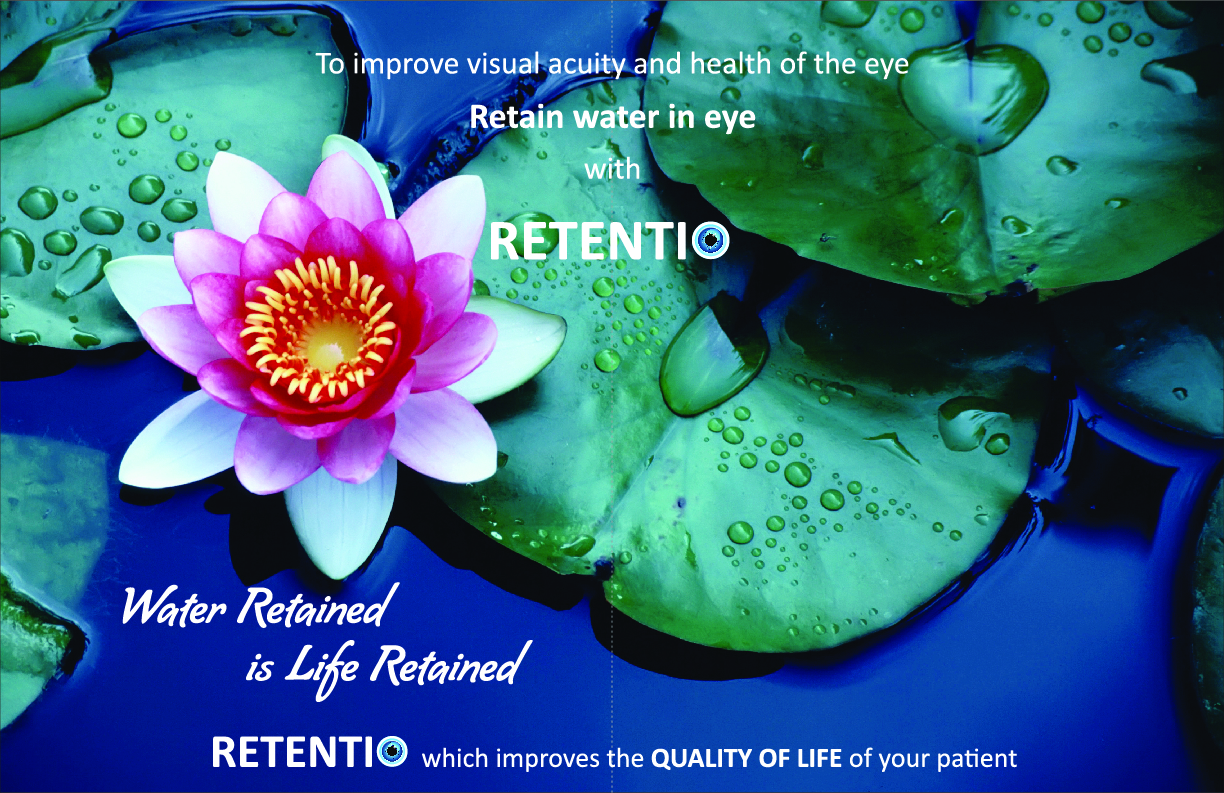 To improve visual acuity and health of the eye
Retain water in eye
with
RETENTIO
Water Retained
is Life Retained
RETENTIO which improves the QUALITY OF LIFE of your patient